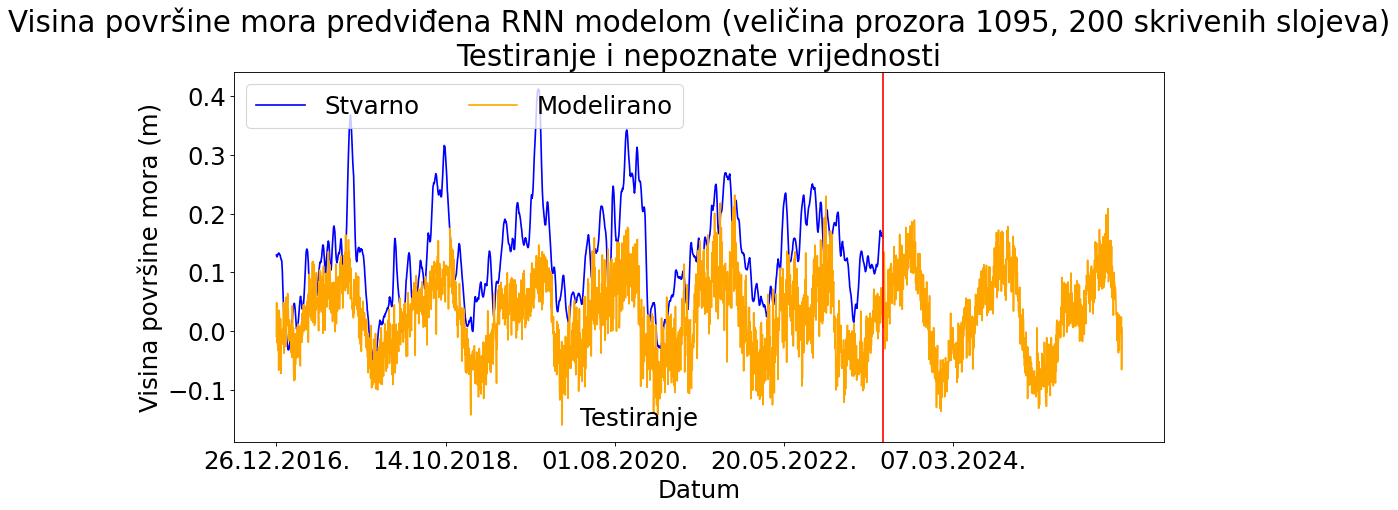 Visina površine mora predviđena RNN modelom (veličina prozora 1095, 200 skrivenih slojeva)
Testiranje i nepoznate vrijednosti
Stvarno Modelirano
Visina površine mora (m)
0.4
0.3
0.2
0.1
0.0
−0.1
Testiranje
26.12.2016. 14.10.2018. 01.08.2020. 20.05.2022. 07.03.2024.
Datum